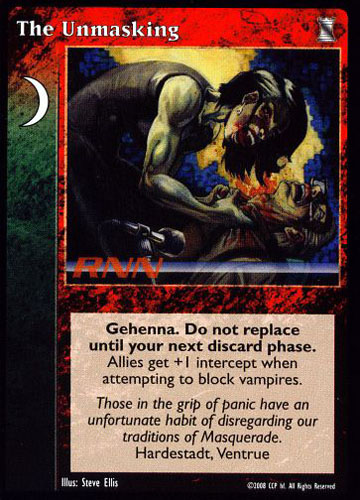 The Unmasking
RNN
Gehenna. Do not replace
until your next discard phase.
Allies get +1 intercept when
attempting to block vampires.
Those in the grip of panic have an
unfortunate habit of disregarding our
traditions of Masquerade.
Hardestadt, Ventrue
Illus: Steve Ellis
©2008 CCP hf. All Rights Reserved